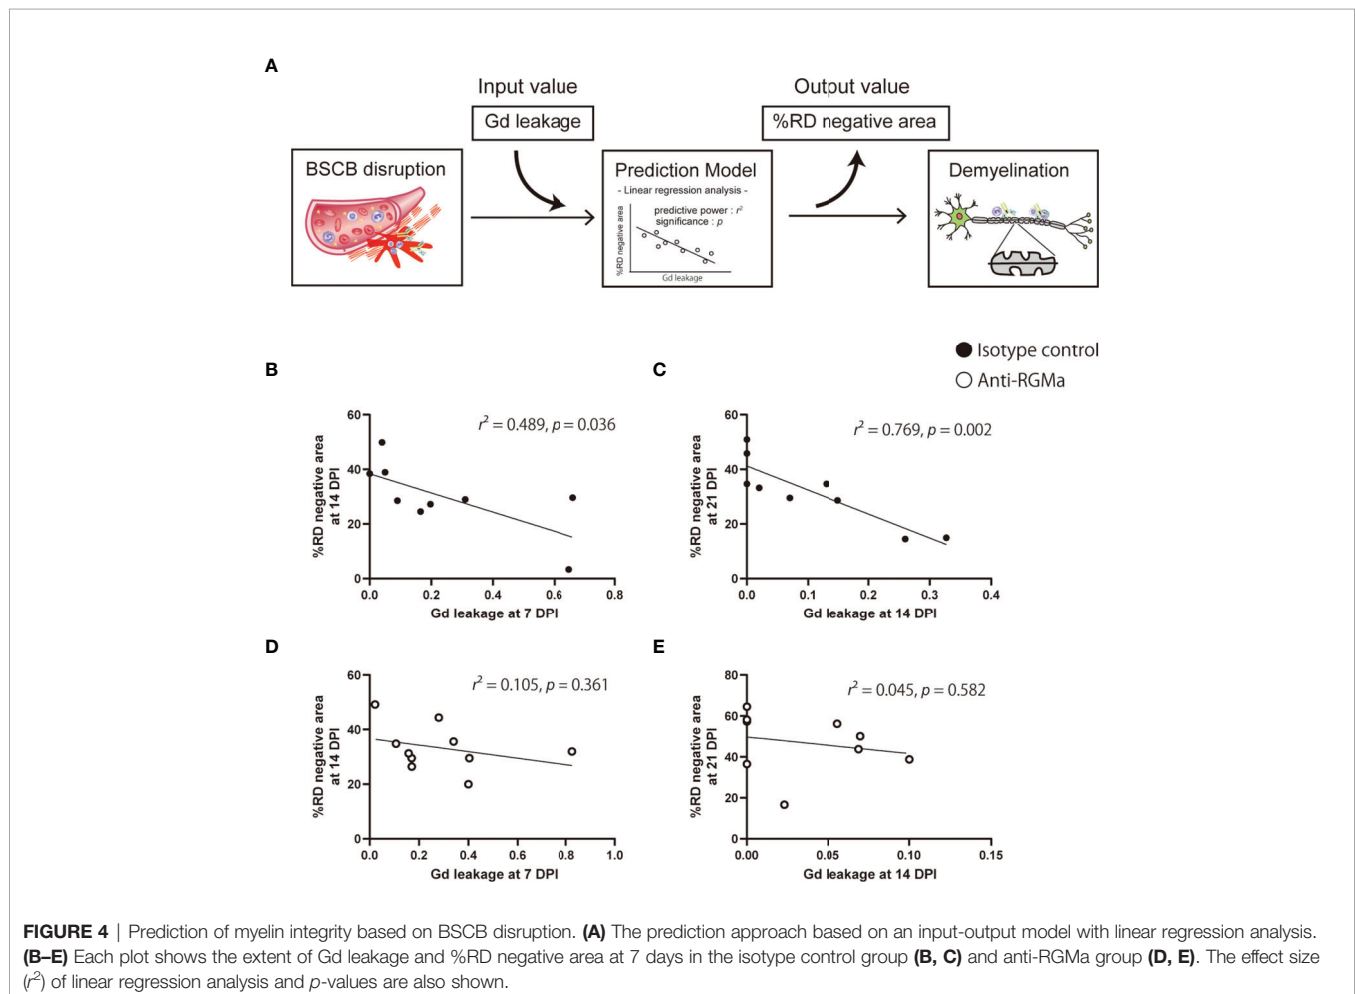 A
Input value
Gd leakage
Output value
%RD negative area
BSCB disruption
Prediction Model
- Linear regression analysis -
predictive power : r²
significance : p
%RD negative area
Gd leakage
Demyelination
Isotype control
Anti-RGMa
B
r² = 0.489, p = 0.036
%RD negative area
at 14 DPI
60
40
20
0
0.0 0.2 0.4 0.6 0.8
Gd leakage at 7 DPI
C
r² = 0.769, p = 0.002
%RD negative area
at 21 DPI
60
40
20
0
0.0 0.1 0.2 0.3 0.4
Gd leakage at 14 DPI
D
r² = 0.105, p = 0.361
%RD negative area
at 14 DPI
60
40
20
0
0.0 0.2 0.4 0.6 0.8 1.0
Gd leakage at 7 DPI
E
r² = 0.045, p = 0.582
%RD negative area
at 21 DPI
80
60
40
20
0
0.00 0.05 0.10 0.15
Gd leakage at 14 DPI
FIGURE 4 | Prediction of myelin integrity based on BSCB disruption. (A) The prediction approach based on an input-output model with linear regression analysis.
(B–E) Each plot shows the extent of Gd leakage and %RD negative area at 7 days in the isotype control group (B, C) and anti-RGMa group (D, E). The effect size
(r²) of linear regression analysis and p-values are also shown.